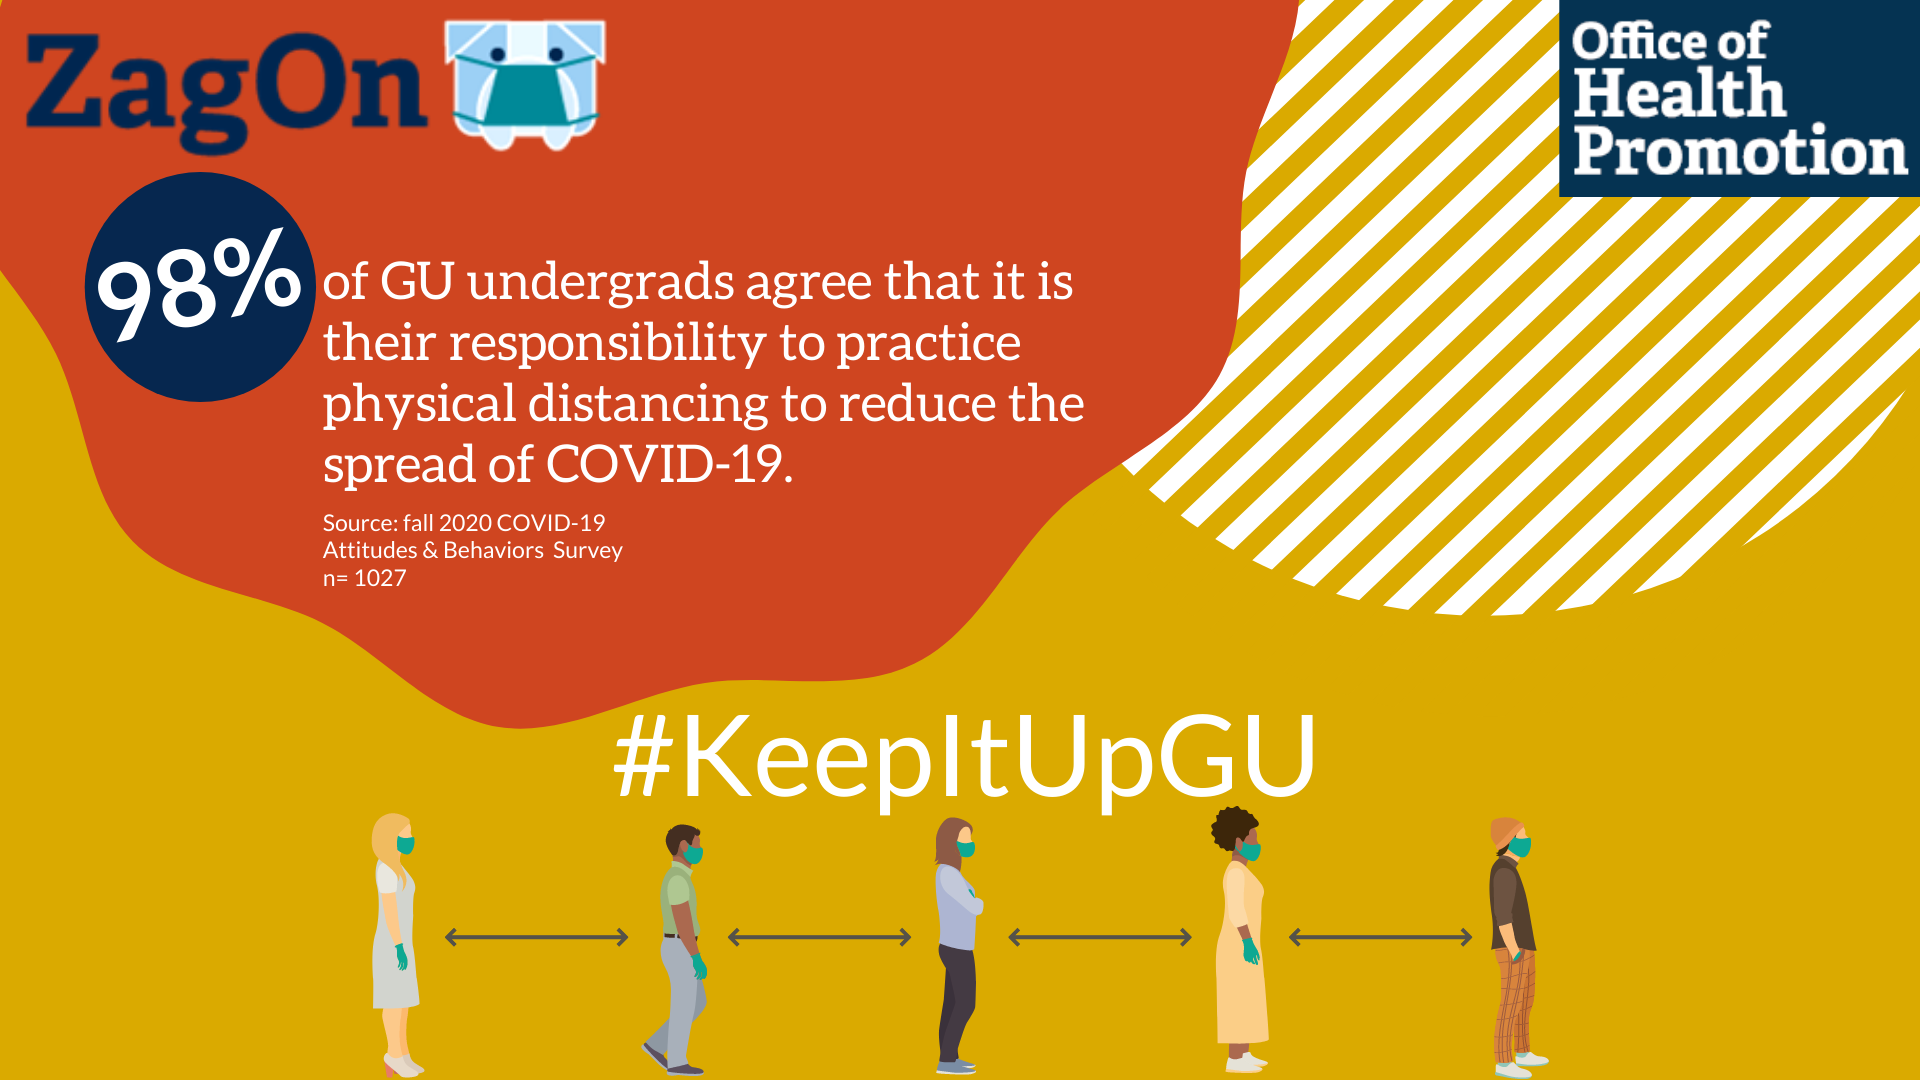 ZagOn
Office of
Health
Promotion
98%
of GU undergrads agree that it is
their responsibility to practice
physical distancing to reduce the
spread of COVID-19.
Source: fall 2020 COVID-19
Attitudes & Behaviors Survey
n= 1027
#KeepItUpGU